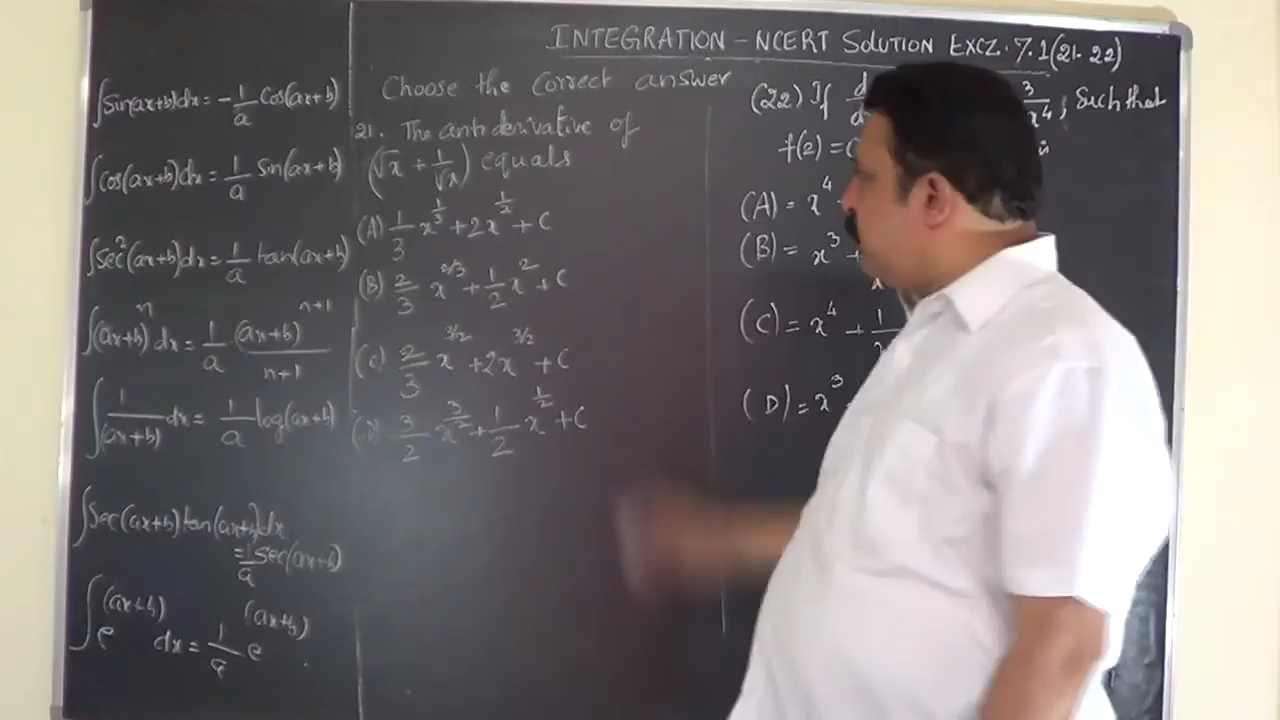 INTEGRATION - NCERT SOLUTION EXCZ. 7.1 (21-22)
∫Sin(ax+b)dx = -1/a Cos(ax+b)
∫Cos(ax+b)dx = 1/a Sin(ax+b)
∫Sec²(ax+b)dx = 1/a tan(ax+b)
∫(ax+b)ⁿ dx = 1/a (ax+b)ⁿ⁺¹/n+1
∫1/(ax+b) dx = 1/a log(ax+b)
∫Sec(ax+b)tan(ax+b)dx
= 1/a sec(ax+b)
∫e^(ax+b) dx = 1/a e^(ax+b)
Choose the correct answer
21. The anti derivative of
(√x + 1/√x) equals
(A) 1/3 x^1/3 + 2x^1/2 + C
(B) 2/3 x^2/3 + 1/2 x² + C
(C) 2/3 x^3/2 + 2x^3/2 + C
(D) 3/2 x^3/2 + 1/2 x^1/2 + C
(22) If d 3/x⁴, Such that
f(2) =
(A) = x⁴
(B) = x³ +
(C) = x⁴ + 1
(D) = x³